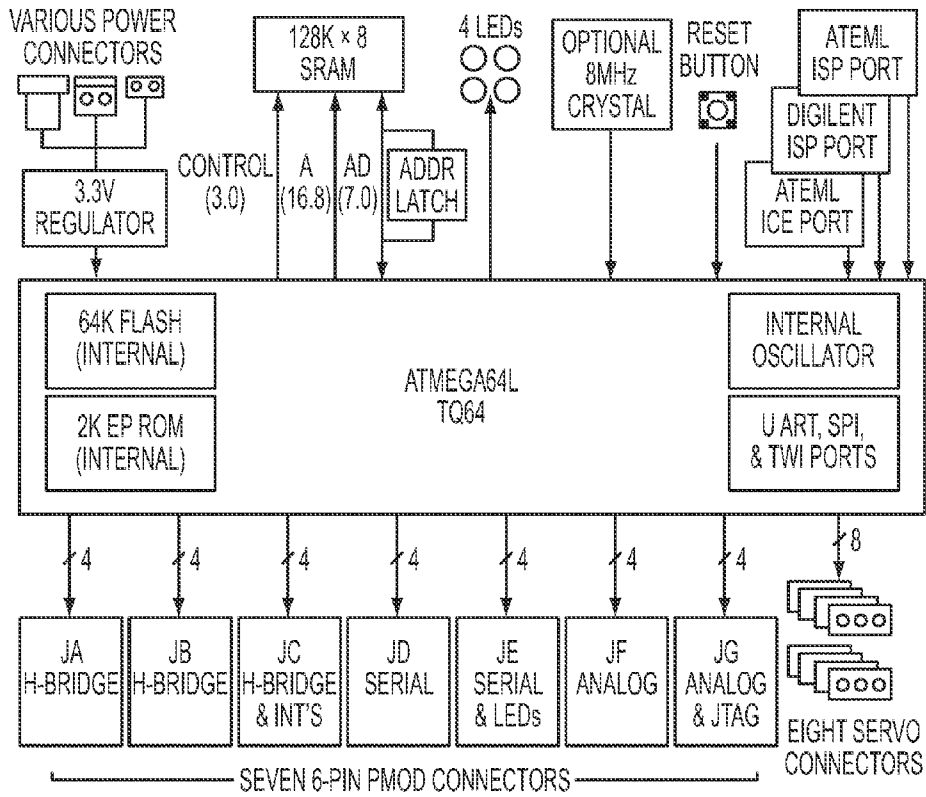 VARIOUS POWER
CONNECTORS
3.3V
REGULATOR
128K × 8
SRAM
CONTROL
(3.0)
A
(16.8)
AD
(7.0)
ADDR
LATCH
4 LEDs
OPTIONAL
8MHz
CRYSTAL
RESET
BUTTON
ATEML
ISP PORT
DIGILENT
ISP PORT
ATEML
ICE PORT
64K FLASH
(INTERNAL)
2K EP ROM
(INTERNAL)
ATMEGA64L
TQ64
INTERNAL
OSCILLATOR
U ART, SPI,
& TWI PORTS
4
4
4
4
4
4
4
8
JA
H-BRIDGE
JB
H-BRIDGE
JC
H-BRIDGE
& INT'S
JD
SERIAL
JE
SERIAL
& LEDs
JF
ANALOG
JG
ANALOG
& JTAG
EIGHT SERVO
CONNECTORS
SEVEN 6-PIN PMOD CONNECTORS